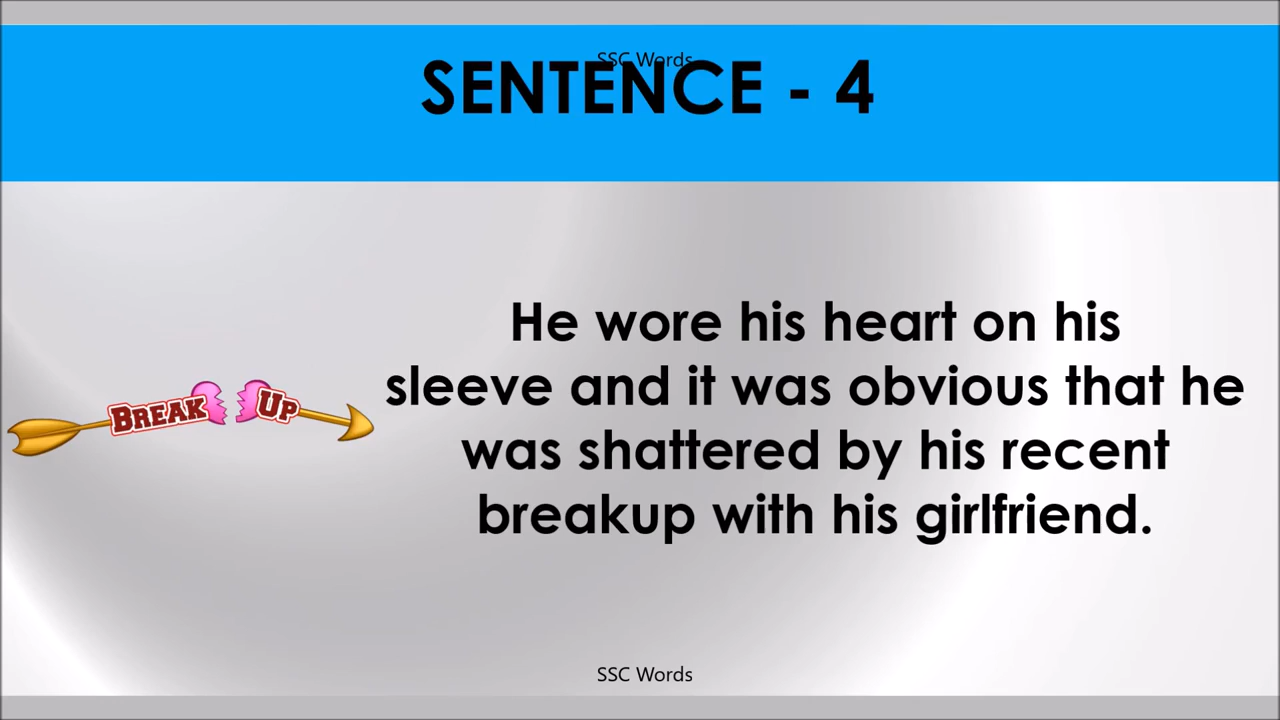 SSC Words
SENTENCE - 4
He wore his heart on his
sleeve and it was obvious that he
was shattered by his recent
breakup with his girlfriend.
BREAK UP
SSC Words